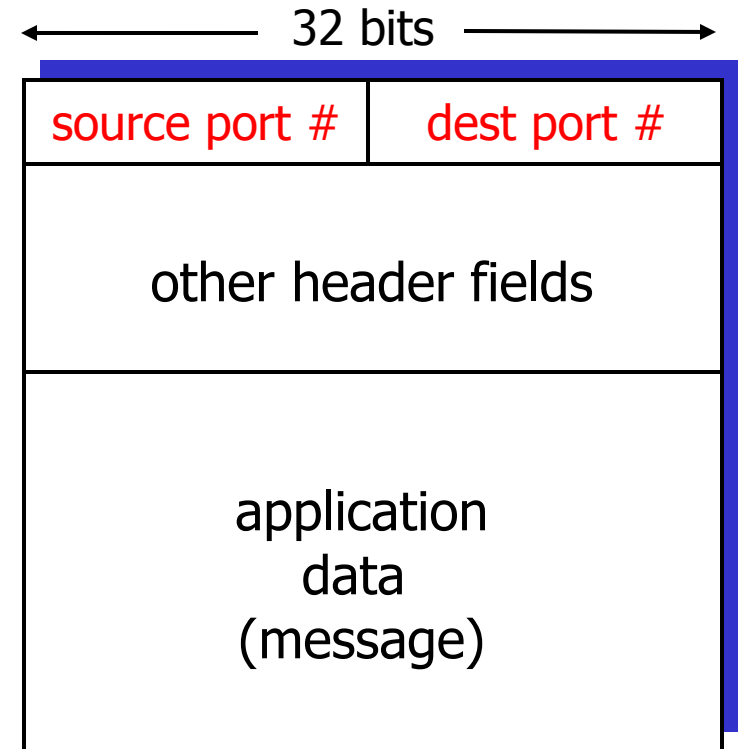 32 bits
source port #
dest port #
other header fields
application
data
(message)